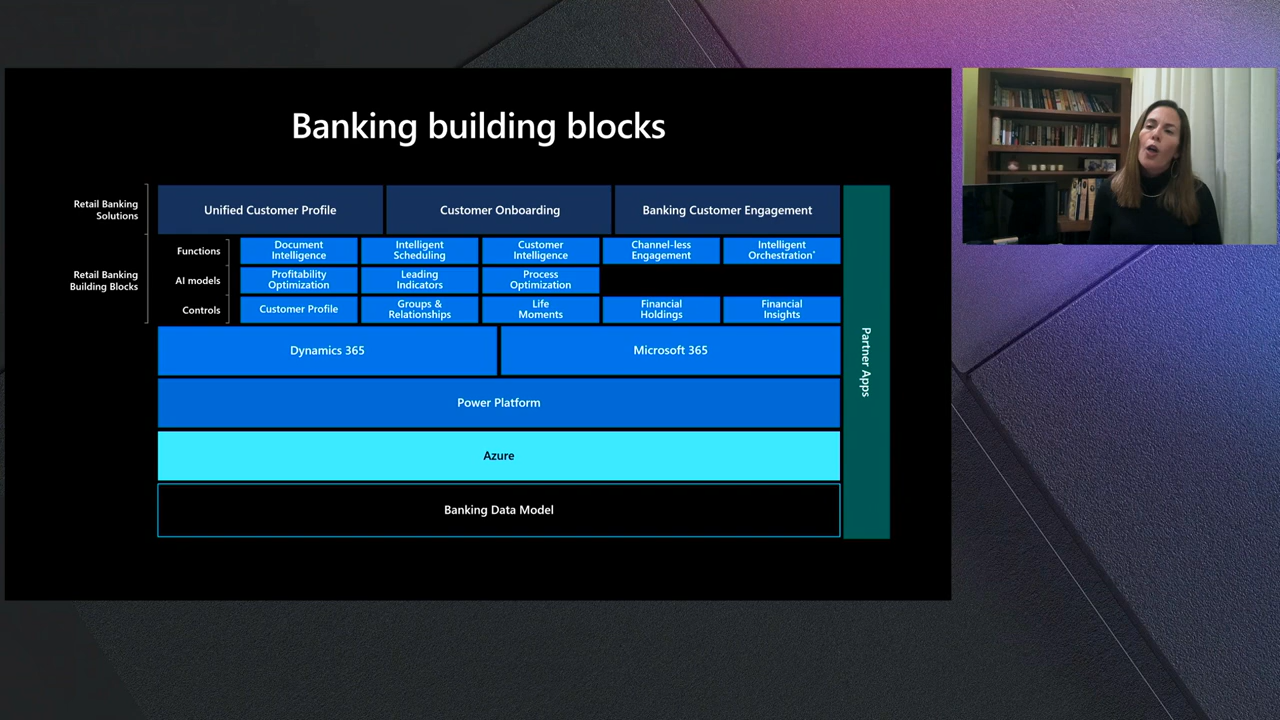 Banking building blocks
Retail Banking
Solutions
Unified Customer Profile
Customer Onboarding
Banking Customer Engagement
Retail Banking
Building Blocks
Functions
Document
Intelligence
Intelligent
Scheduling
Customer
Intelligence
Channel-less
Engagement
Intelligent
Orchestration*
AI models
Profitability
Optimization
Leading
Indicators
Process
Optimization
Controls
Customer Profile
Groups &
Relationships
Life
Moments
Financial
Holdings
Financial
Insights
Dynamics 365
Microsoft 365
Power Platform
Azure
Banking Data Model
Partner Apps